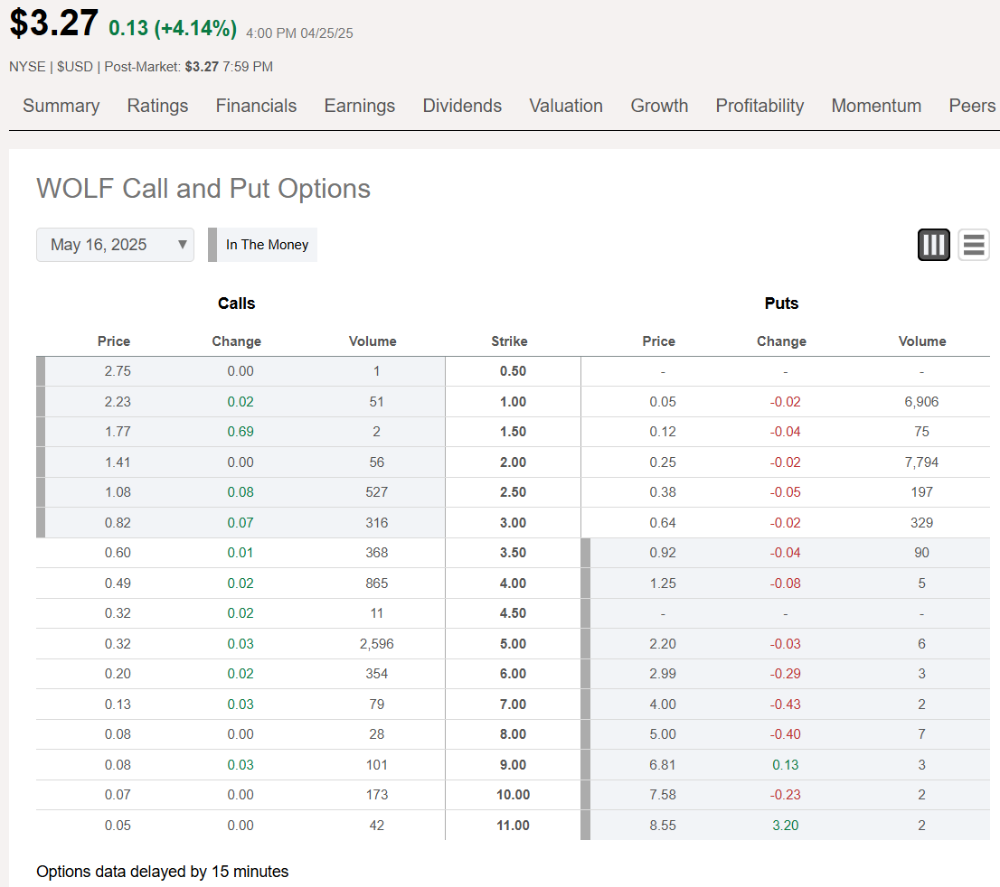 $3.27 0.13 (+4.14%) 4:00 PM 04/25/25
NYSE | $USD | Post-Market: $3.27 7:59 PM
Summary Ratings Financials Earnings Dividends Valuation Growth Profitability Momentum Peers
WOLF Call and Put Options
May 16, 2025 ▼ In The Money
Calls Puts
Price Change Volume Strike Price Change Volume
2.75 0.00 1 0.50 - - -
2.23 0.02 51 1.00 0.05 -0.02 6,906
1.77 0.69 2 1.50 0.12 -0.04 75
1.41 0.00 56 2.00 0.25 -0.02 7,794
1.08 0.08 527 2.50 0.38 -0.05 197
0.82 0.07 316 3.00 0.64 -0.02 329
0.60 0.01 368 3.50 0.92 -0.04 90
0.49 0.02 865 4.00 1.25 -0.08 5
0.32 0.02 11 4.50 - - -
0.32 0.03 2,596 5.00 2.20 -0.03 6
0.20 0.02 354 6.00 2.99 -0.29 3
0.13 0.03 79 7.00 4.00 -0.43 2
0.08 0.00 28 8.00 5.00 -0.40 7
0.08 0.03 101 9.00 6.81 0.13 3
0.07 0.00 173 10.00 7.58 -0.23 2
0.05 0.00 42 11.00 8.55 3.20 2
Options data delayed by 15 minutes